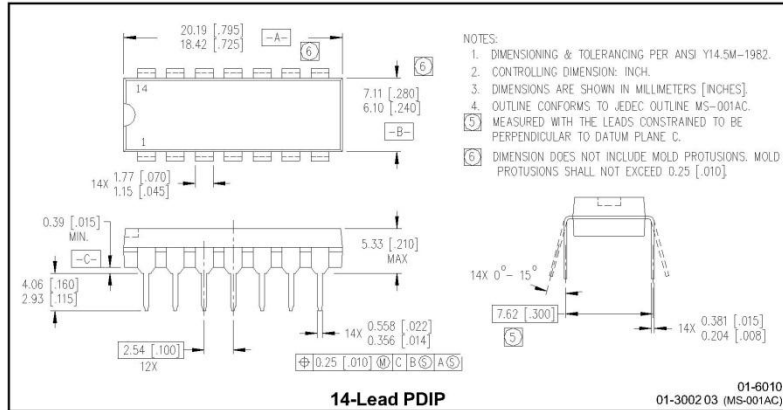 20.19 [.795]
18.42 [.725]
-A-
6
6
14
1
7.11 [.280]
6.10 [.240]
-B-
14X 1.77 [.070]
1.15 [.045]
NOTES:
1. DIMENSIONING & TOLERANCING PER ANSI Y14.5M-1982.
2. CONTROLLING DIMENSION: INCH.
3. DIMENSIONS ARE SHOWN IN MILLIMETERS [INCHES].
4. OUTLINE CONFORMS TO JEDEC OUTLINE MS-001AC.
5 MEASURED WITH THE LEADS CONSTRAINED TO BE
PERPENDICULAR TO DATUM PLANE C.
6 DIMENSION DOES NOT INCLUDE MOLD PROTUSIONS. MOLD
PROTUSIONS SHALL NOT EXCEED 0.25 [.010].
0.39 [.015]
MIN.
-C-
4.06 [.160]
2.93 [.115]
5.33 [.210]
MAX
2.54 [.100]
12X
14X 0.558 [.022]
0.356 [.014]
⌖ 0.25 [.010] Ⓜ C B Ⓢ A Ⓢ
14X 0°- 15°
7.62 [.300]
5
14X 0.381 [.015]
0.204 [.008]
14-Lead PDIP
01-6010
01-3002 03 (MS-001AC)